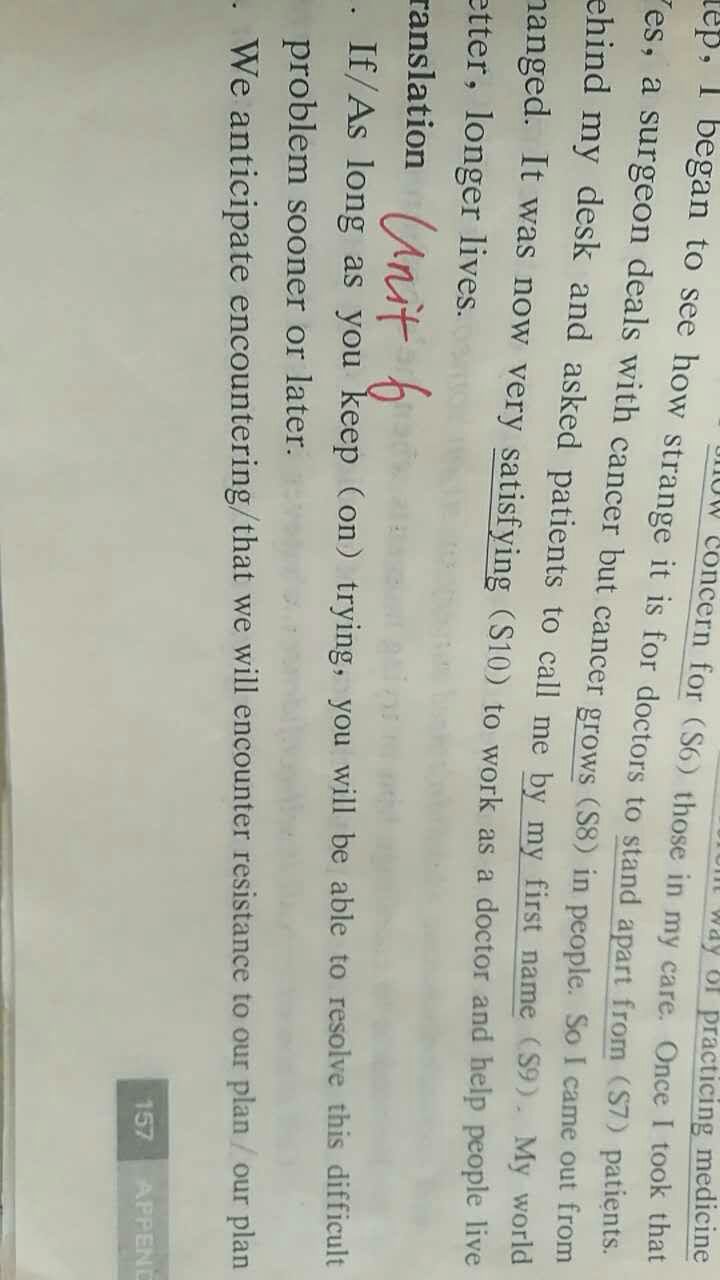 show concern for (S6) those in my care. Once I took that
way of practicing medicine
tep, I began to see how strange it is for doctors to stand apart from (S7) patients.
Yes, a surgeon deals with cancer but cancer grows (S8) in people. So I came out from
ehind my desk and asked patients to call me by my first name (S9). My world
hanged. It was now very satisfying (S10) to work as a doctor and help people live
etter, longer lives.
ranslation Unit 6
. If/As long as you keep (on) trying, you will be able to resolve this difficult
problem sooner or later.
. We anticipate encountering/that we will encounter resistance to our plan/our plan
157 APPEND